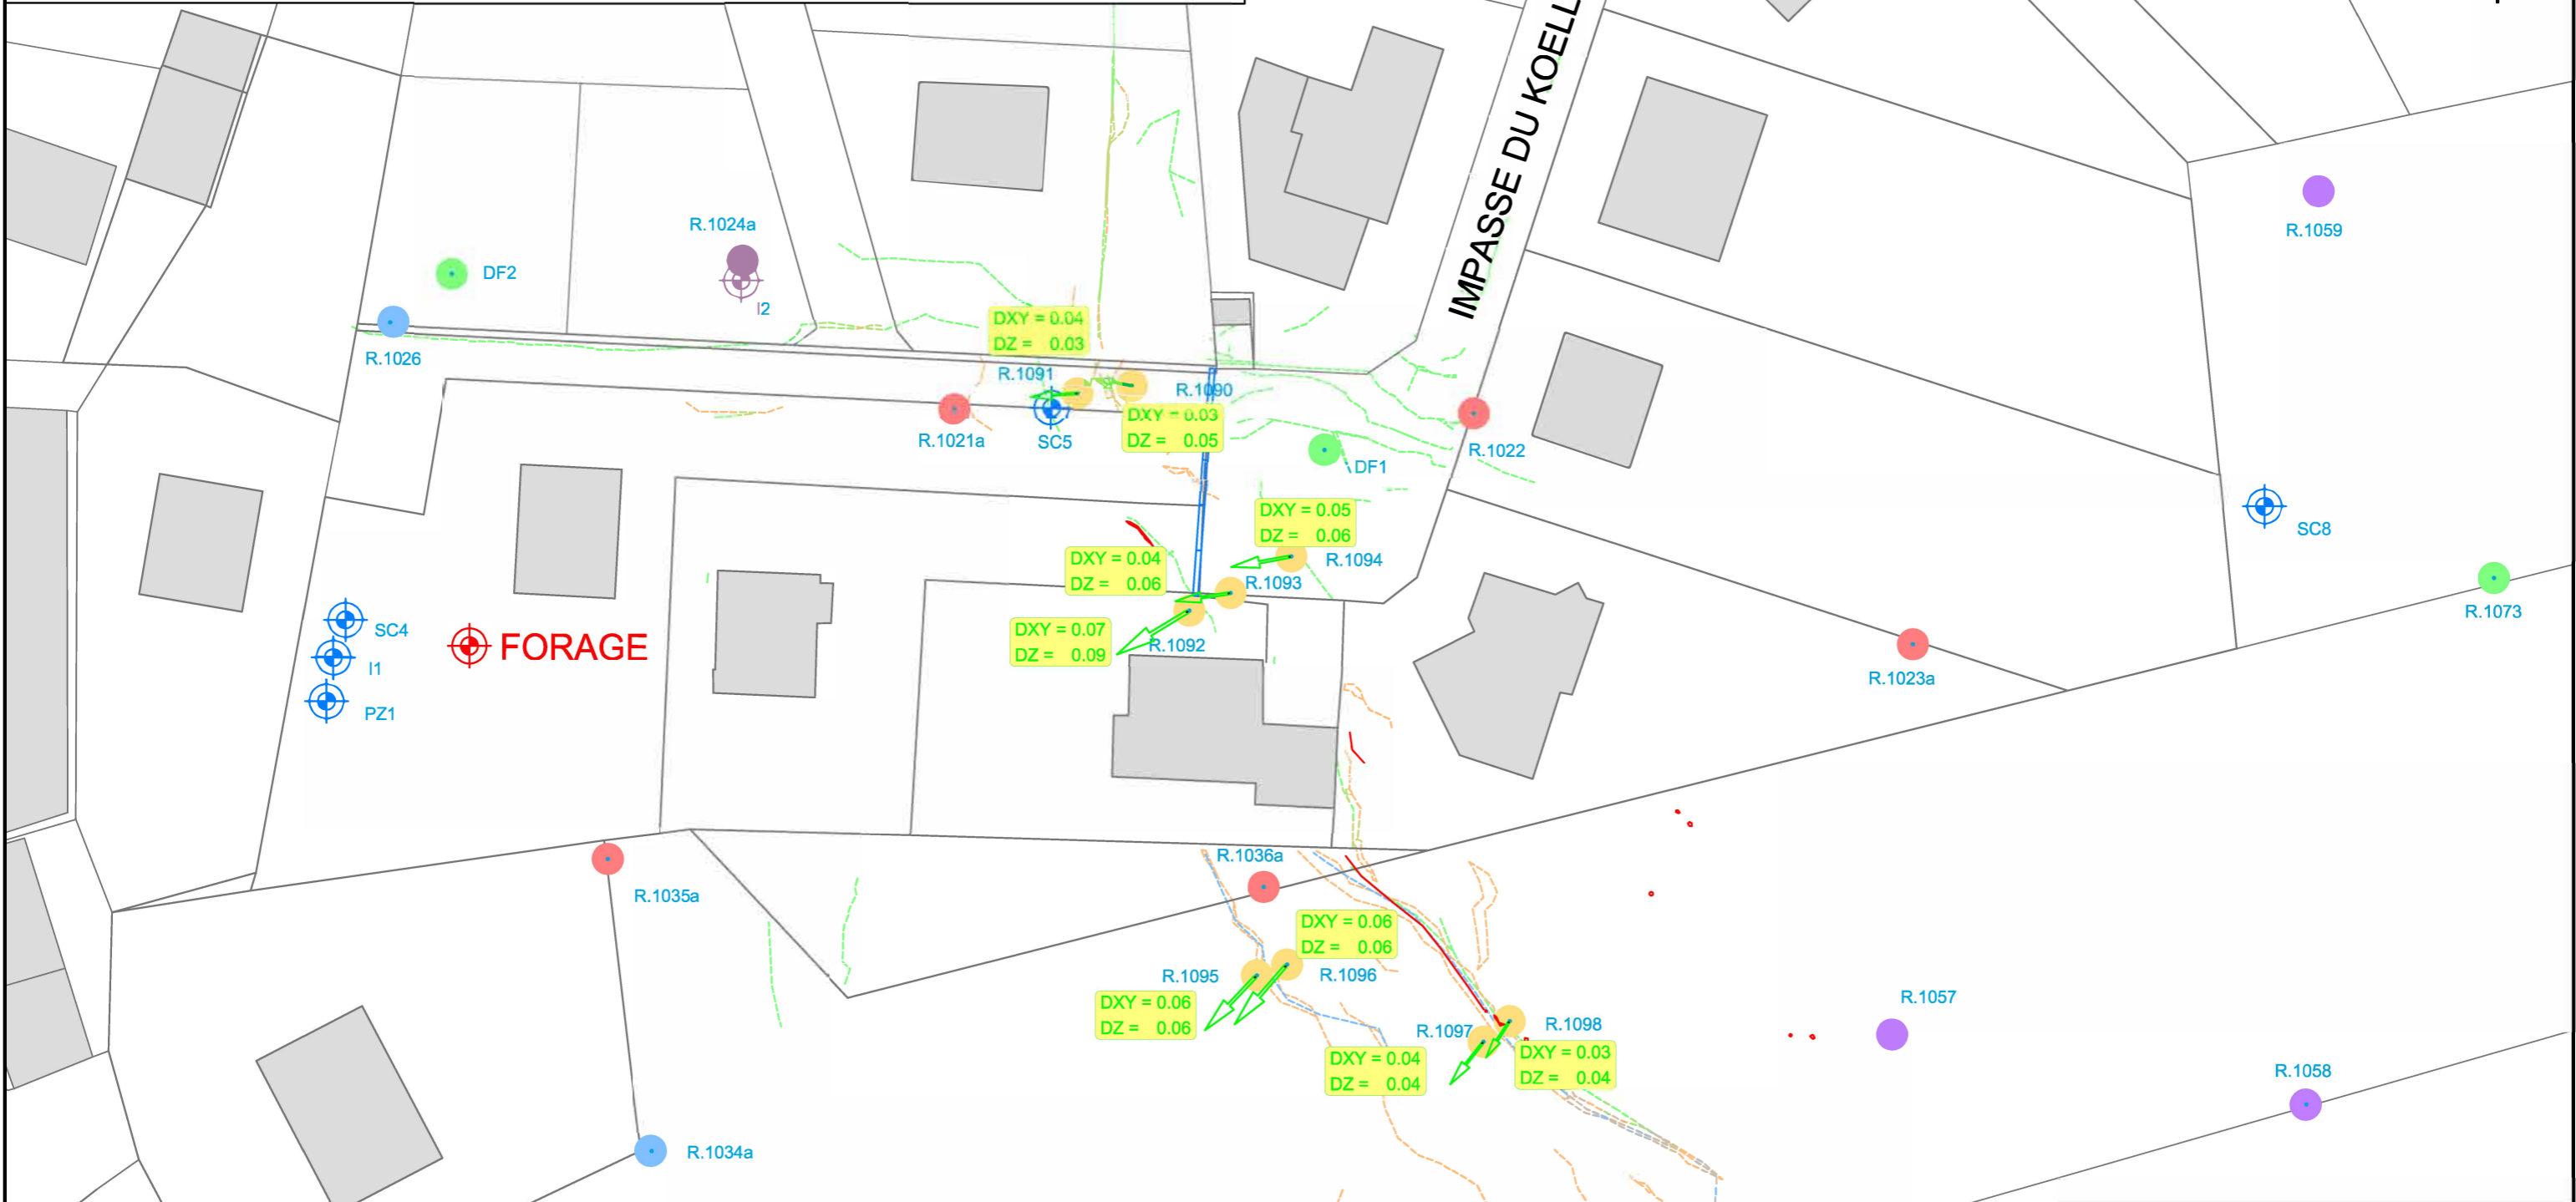 IMPASSE DU KOELL
R.1059
R.1024a
DF2
I2
DXY = 0.04
DZ = 0.03
R.1026
R.1091
R.1090
DXY = 0.03
DZ = 0.05
R.1021a
SC5
R.1022
DF1
DXY = 0.05
DZ = 0.06
SC8
DXY = 0.04
DZ = 0.06
R.1094
R.1093
R.1073
DXY = 0.07
DZ = 0.09
R.1092
SC4
FORAGE
I1
PZ1
R.1023a
R.1036a
R.1035a
DXY = 0.06
DZ = 0.06
R.1095
R.1096
DXY = 0.06
DZ = 0.06
R.1057
R.1097
R.1098
DXY = 0.04
DZ = 0.04
DXY = 0.03
DZ = 0.04
R.1058
R.1034a